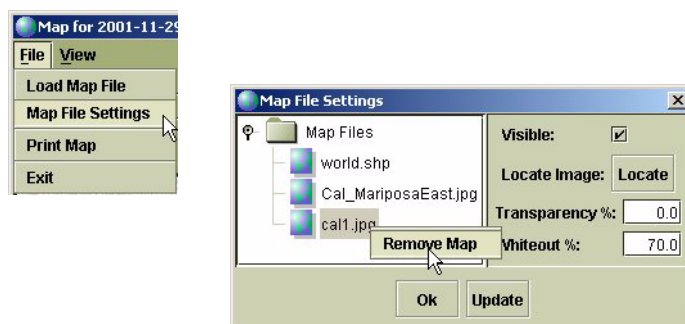 Map for 2001-11-29
File View
Load Map File
Map File Settings
Print Map
Exit
Map File Settings
Map Files
world.shp
Cal_MariposaEast.jpg
cal1.jpg
Remove Map
Visible:
Locate Image: Locate
Transparency %: 0.0
Whiteout %: 70.0
Ok Update